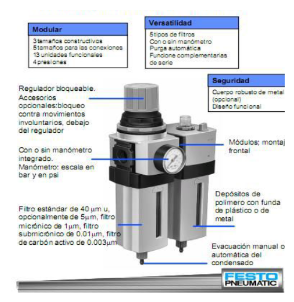 Modular
3 tamaños constructivos
3 tamaños para las conexiones
13 unidades funcionales
4 presiones
Versatilidad
5 tipos de filtros
Con o sin manómetro
Purga automática
Funcione complementarias
de serie
Seguridad
Cuerpo robusto de metal
(opcional)
Diseño funcional
Regulador bloqueable.
Accesorios
opcionales:bloqueo
contra movimientos
involuntarios, debajo
del regulador
Con o sin manómetro
integrado.
Manómetro: escala en
bar y en psi
Filtro estándar de 40 µm u,
opcionalmente de 5µm, filtro
micrónico de 1µm, filtro
submicrónico de 0.01µm, filtro
de carbón activo de 0.003µm
Módulos: montaj
frontal
Depósitos de
polímero con funda
de plástico o de
metal
Evacuación manual o
automática del
condensado
FESTO
PNEUMATIC